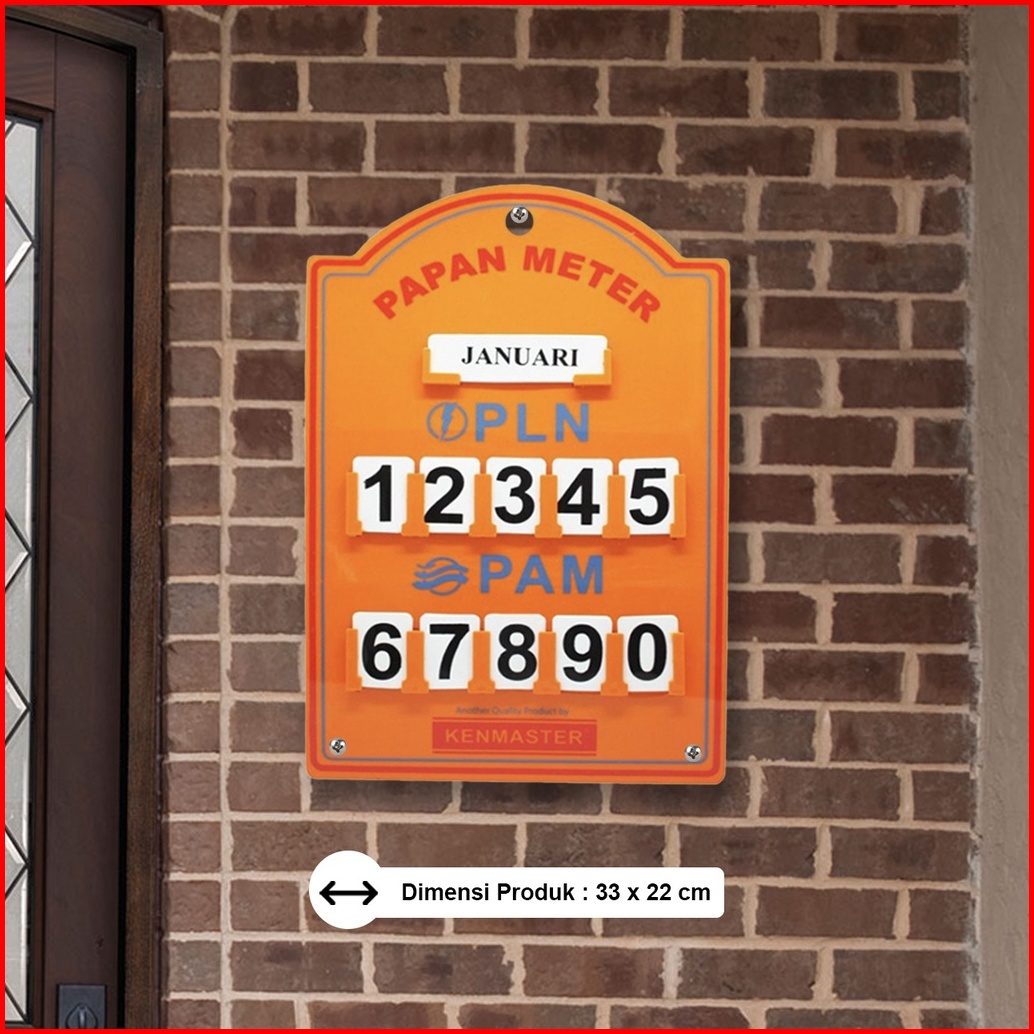 PAPAN METER
JANUARI
PLN
12345
PAM
67890
Another Quality Product by
KENMASTER
Dimensi Produk : 33 x 22 cm